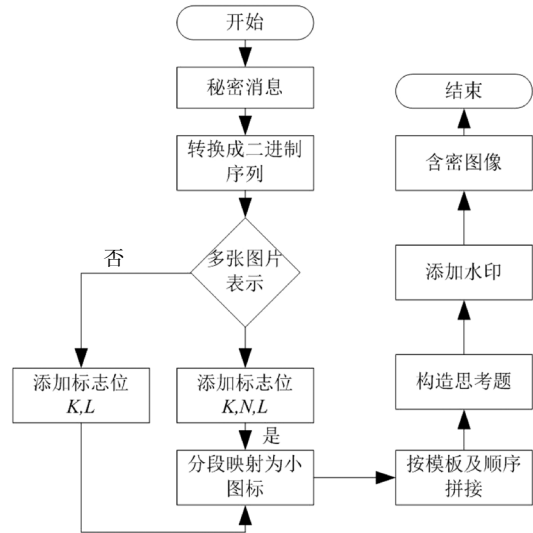 开始
秘密消息
转换成二进制
序列
多张图片
表示
否
添加标志位
K,L
添加标志位
K,N,L
是
分段映射为小
图标
按模板及顺序
拼接
构造思考题
添加水印
含密图像
结束